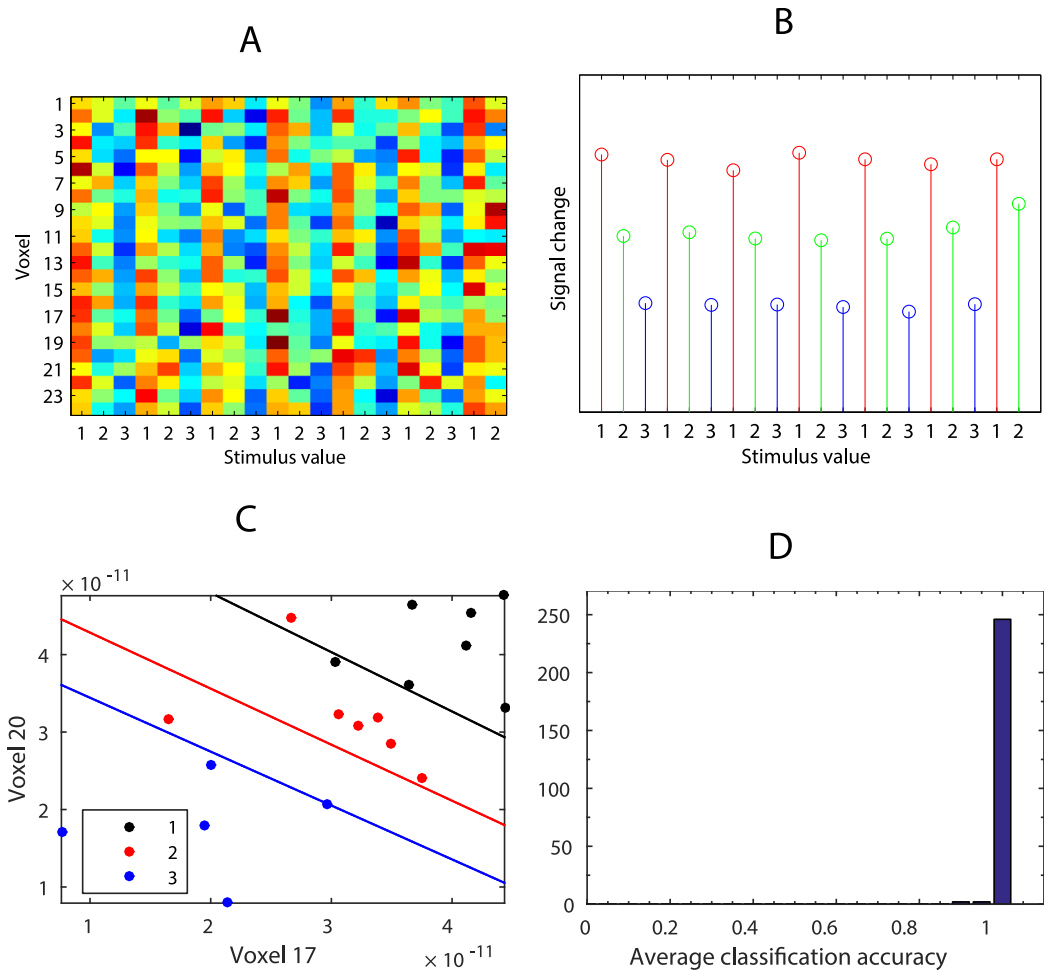 A
Voxel
1
3
5
7
9
11
13
15
17
19
21
23
1 2 3 1 2 3 1 2 3 1 2 3 1 2 3 1 2 3 1 2
Stimulus value
B
Signal change
1 2 3 1 2 3 1 2 3 1 2 3 1 2 3 1 2 3 1 2
Stimulus value
C
× 10 -11
Voxel 20
4
3
2
1
1
2
3
1 2 3 4
Voxel 17
× 10 -11
D
250
200
150
100
50
0
0 0.2 0.4 0.6 0.8 1
Average classification accuracy